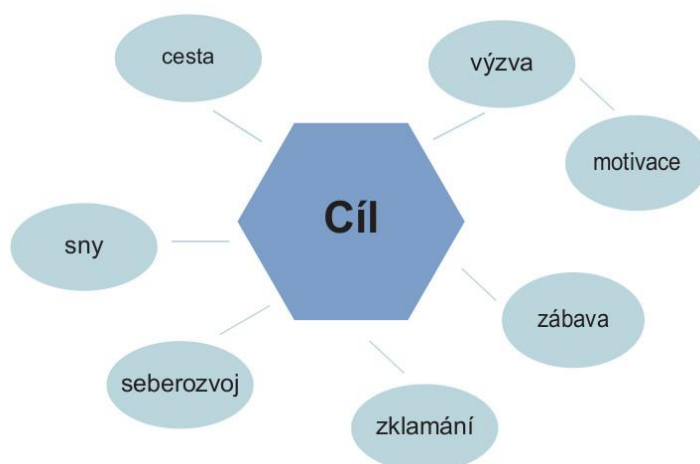 cesta
výzva
motivace
Cíl
sny
zábava
seberozvoj
zklamání